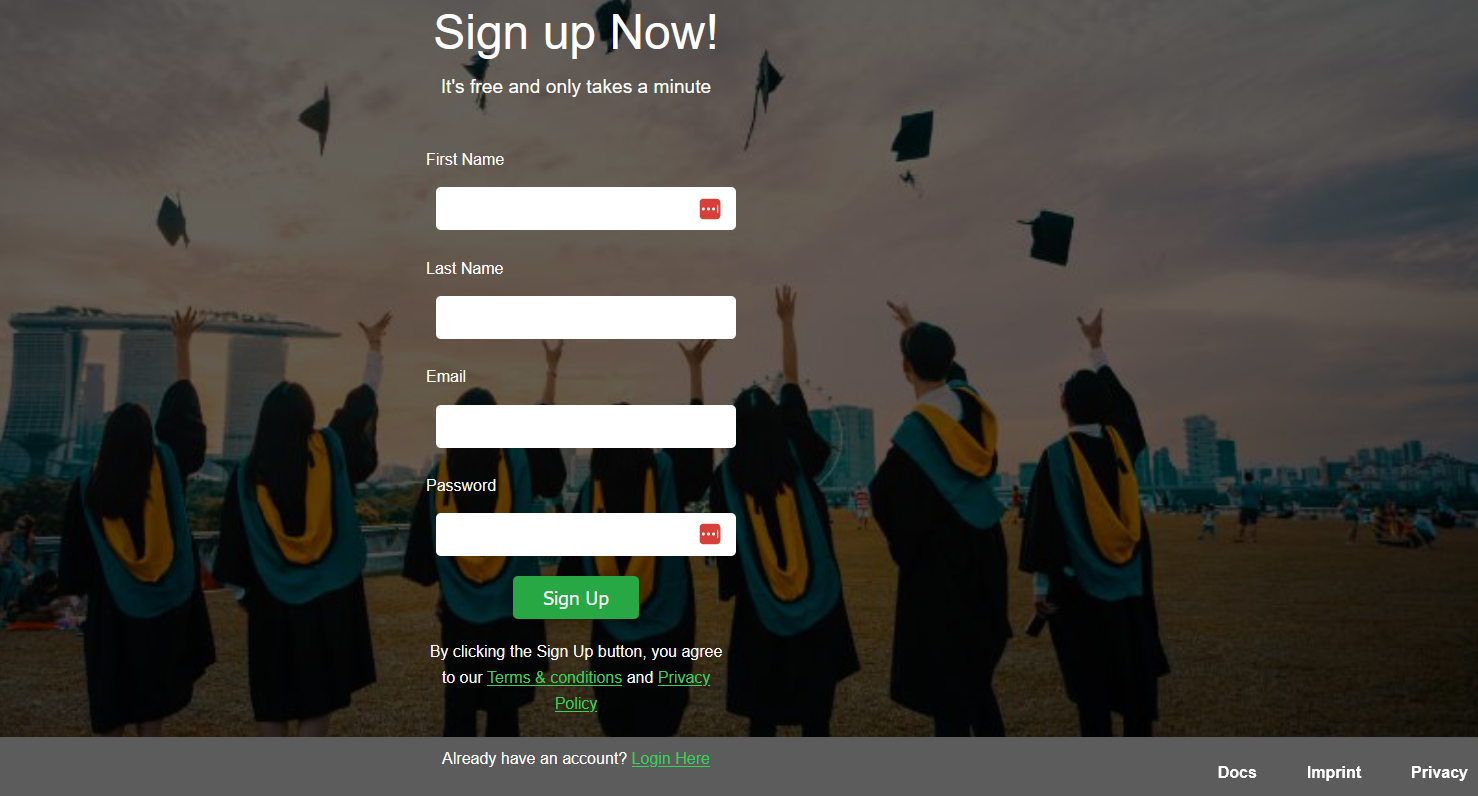 Sign up Now!
It's free and only takes a minute
First Name
Last Name
Email
Password
Sign Up
By clicking the Sign Up button, you agree
to our Terms & conditions and Privacy
Policy
Already have an account? Login Here
Docs Imprint Privacy